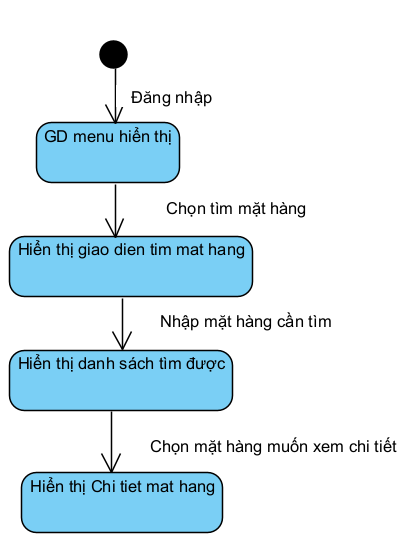 Đăng nhập
GD menu hiển thị
Chọn tìm mặt hàng
Hiển thị giao dien tim mat hang
Nhập mặt hàng cần tìm
Hiển thị danh sách tìm được
Chọn mặt hàng muốn xem chi tiết
Hiển thị Chi tiet mat hang